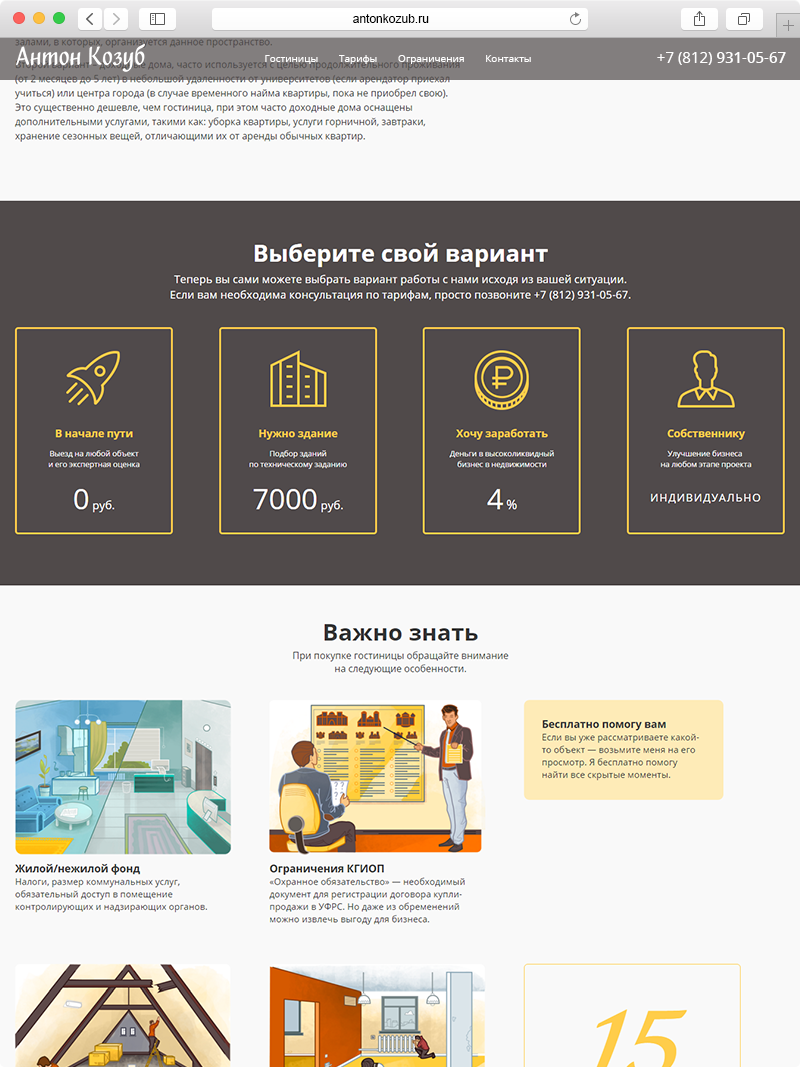 antonkozub.ru
залами, в которых, организуется данное пространство.
Антон Козуб
Гостиницы
Тарифы
Ограничения
Контакты
+7 (812) 931-05-67
Второй вариант - доходные дома, часто используется с целью продолжительного проживания
(от 2 месяцев до 5 лет) в небольшой удаленности от университетов (если арендатор приехал
учиться) или центра города (в случае временного найма квартиры, пока не приобрел свою).
Это существенно дешевле, чем гостиница, при этом часто доходные дома оснащены
дополнительными услугами, такими как: уборка квартиры, услуги горничной, завтраки,
хранение сезонных вещей, отличающими их от аренды обычных квартир.
Выберите свой вариант
Теперь вы сами можете выбрать вариант работы с нами исходя из вашей ситуации.
Если вам необходима консультация по тарифам, просто позвоните +7 (812) 931-05-67.
В начале пути
Выезд на любой объект
и его экспертная оценка
0 руб.
Нужно здание
Подбор зданий
по техническому заданию
7000 руб.
Хочу заработать
Деньги в высоколиквидный
бизнес в недвижимости
4 %
Собственнику
Улучшение бизнеса
на любом этапе проекта
ИНДИВИДУАЛЬНО
Важно знать
При покупке гостиницы обращайте внимание
на следующие особенности.
Жилой/нежилой фонд
Налоги, размер коммунальных услуг,
обязательный доступ в помещение
контролирующих и надзирающих органов.
Ограничения КГИОП
«Охранное обязательство» — необходимый
документ для регистрации договора купли-
продажи в УФРС. Но даже из обременений
можно извлечь выгоду для бизнеса.
Бесплатно помогу вам
Если вы уже рассматриваете какой-
то объект — возьмите меня на его
просмотр. Я бесплатно помогу
найти все скрытые моменты.
15